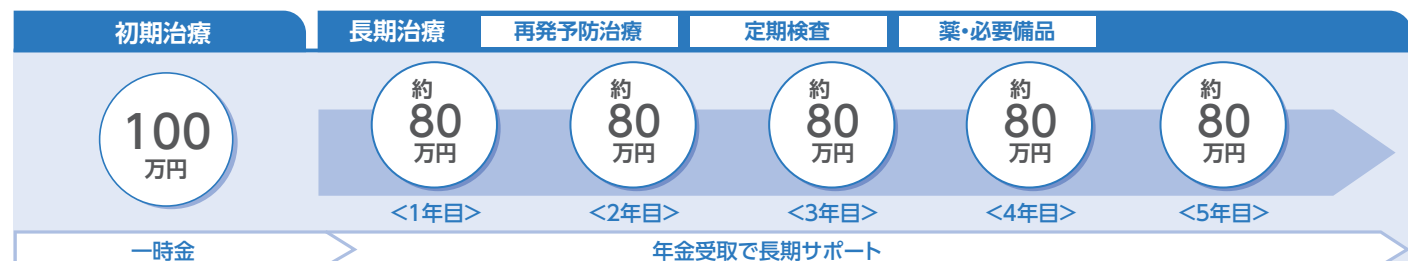 初期治療
長期治療 再発予防治療 定期検査 薬・必要備品
100
万円
約
80
万円
約
80
万円
約
80
万円
約
80
万円
約
80
万円
<1年目> <2年目> <3年目> <4年目> <5年目>
一時金
年金受取で長期サポート